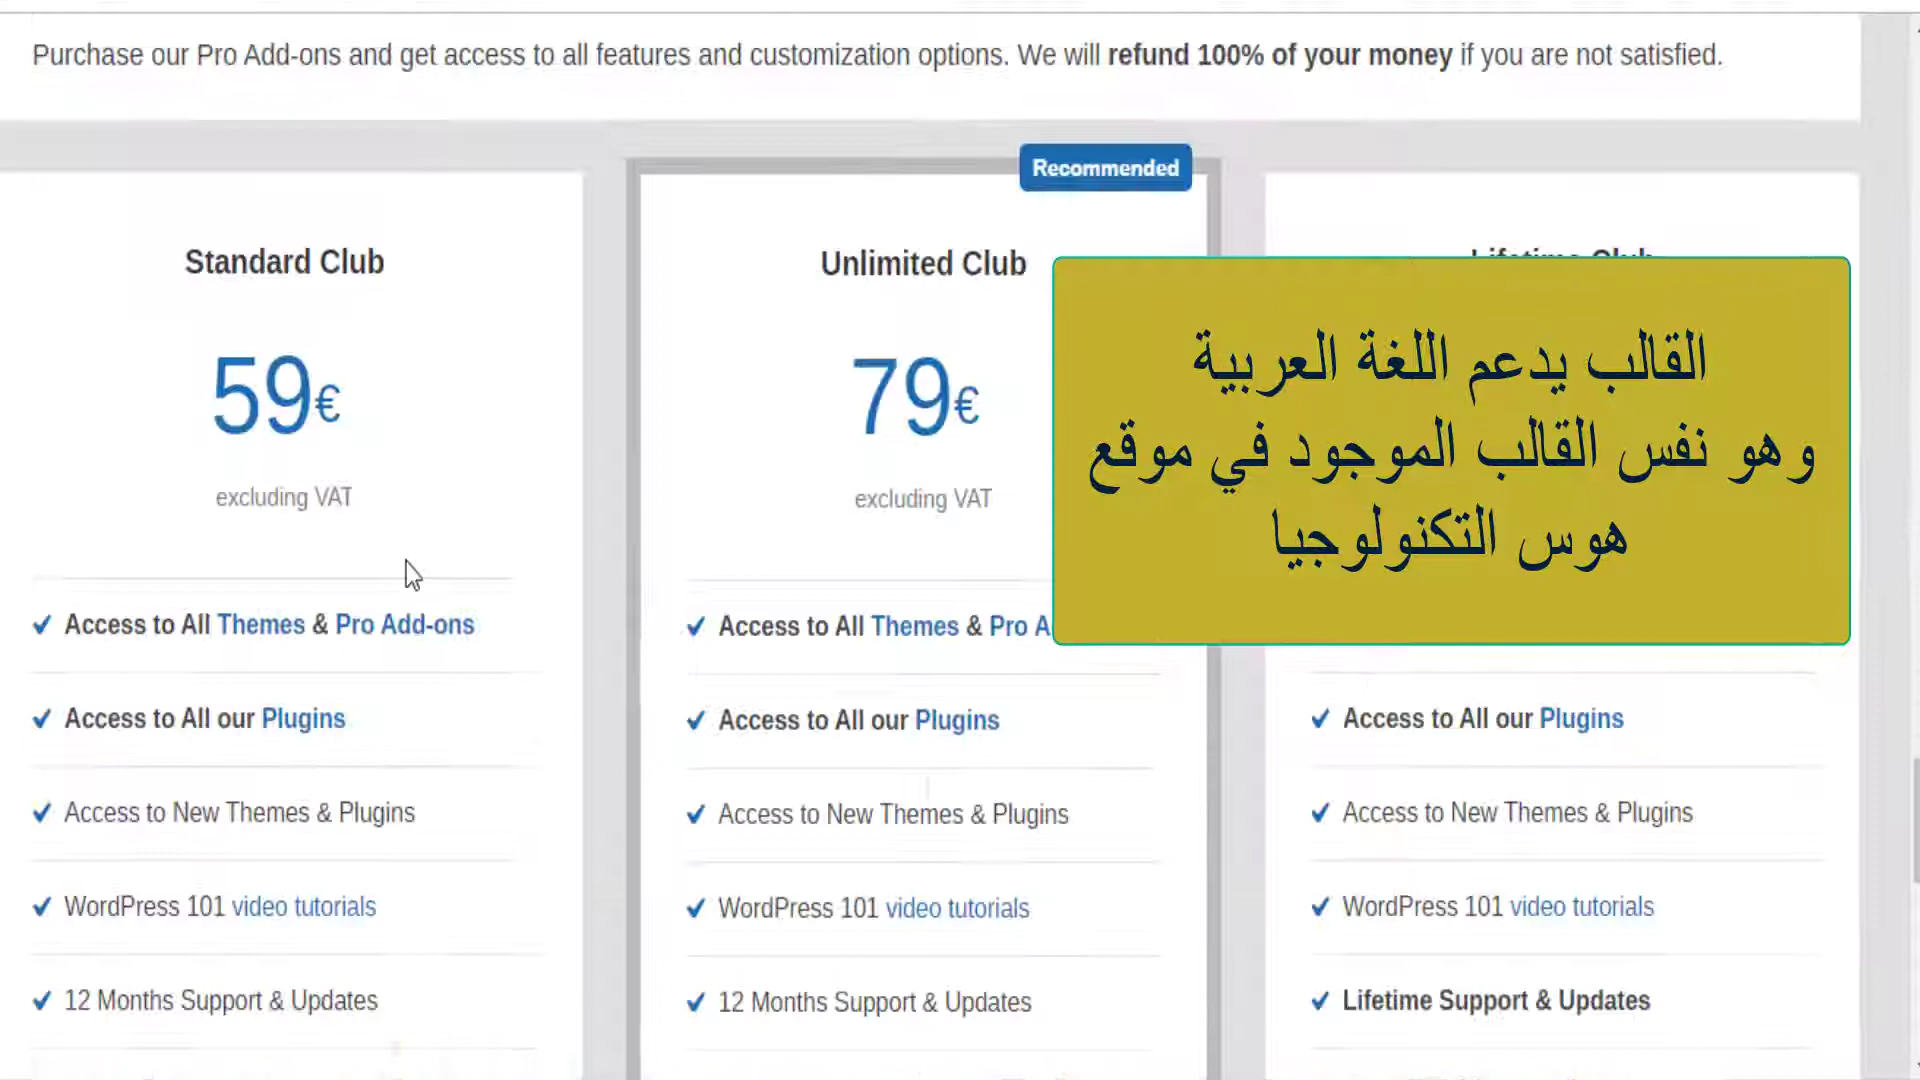 Purchase our Pro Add-ons and get access to all features and customization options. We will refund 100% of your money if you are not satisfied.
Recommended
Standard Club
59€
excluding VAT
✔ Access to All Themes & Pro Add-ons
✔ Access to All our Plugins
✔ Access to New Themes & Plugins
✔ WordPress 101 video tutorials
✔ 12 Months Support & Updates
Unlimited Club
79€
excluding VAT
✔ Access to All Themes & Pro A
✔ Access to All our Plugins
✔ Access to New Themes & Plugins
✔ WordPress 101 video tutorials
✔ 12 Months Support & Updates
القالب يدعم اللغة العربية
وهو نفس القالب الموجود في موقع
هوس التكنولوجيا
✔ Access to All our Plugins
✔ Access to New Themes & Plugins
✔ WordPress 101 video tutorials
✔ Lifetime Support & Updates